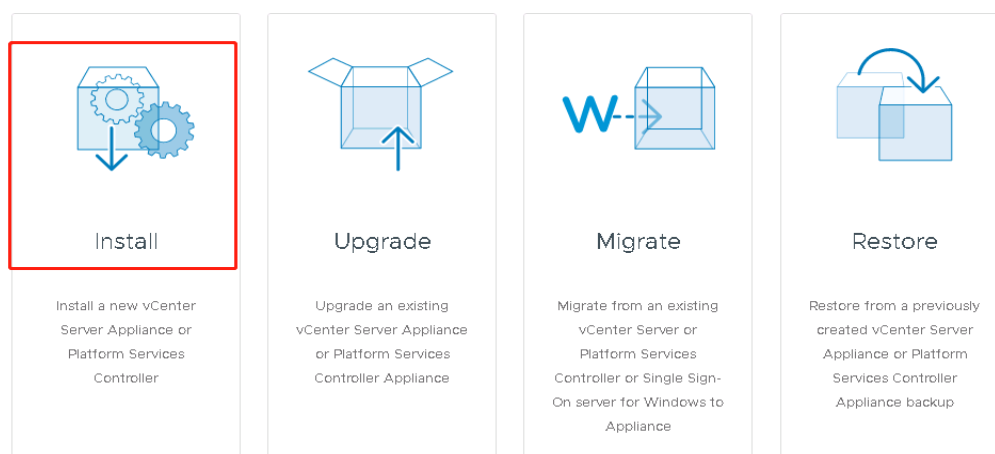 W
Install
Upgrade
Migrate
Restore
Install a new vCenter
Server Appliance or
Platform Services
Controller
Upgrade an existing
vCenter Server Appliance
or Platform Services
Controller Appliance
Migrate from an existing
vCenter Server or
Platform Services
Controller or Single Sign-
On server for Windows to
Appliance
Restore from a previously
created vCenter Server
Appliance or Platform
Services Controller
Appliance backup